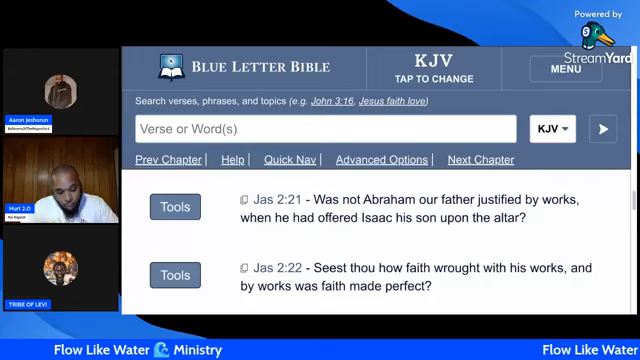 Powered by
StreamYard
BLUE LETTER BIBLE
KJV
TAP TO CHANGE
MENU
Search verses, phrases, and topics (e.g. John 3:16, Jesus faith love)
Verse or Word(s)
KJV
Prev Chapter | Help | Quick Nav | Advanced Options | Next Chapter
Tools
Jas 2:21 - Was not Abraham our father justified by works,
when he had offered Isaac his son upon the altar?
Tools
Jas 2:22 - Seest thou how faith wrought with his works, and
by works was faith made perfect?
Aaron Jeshurun
Hurt 2.0
TRIBE OF LEVI
Flow Like Water 🌊 Ministry
Flow Like Water